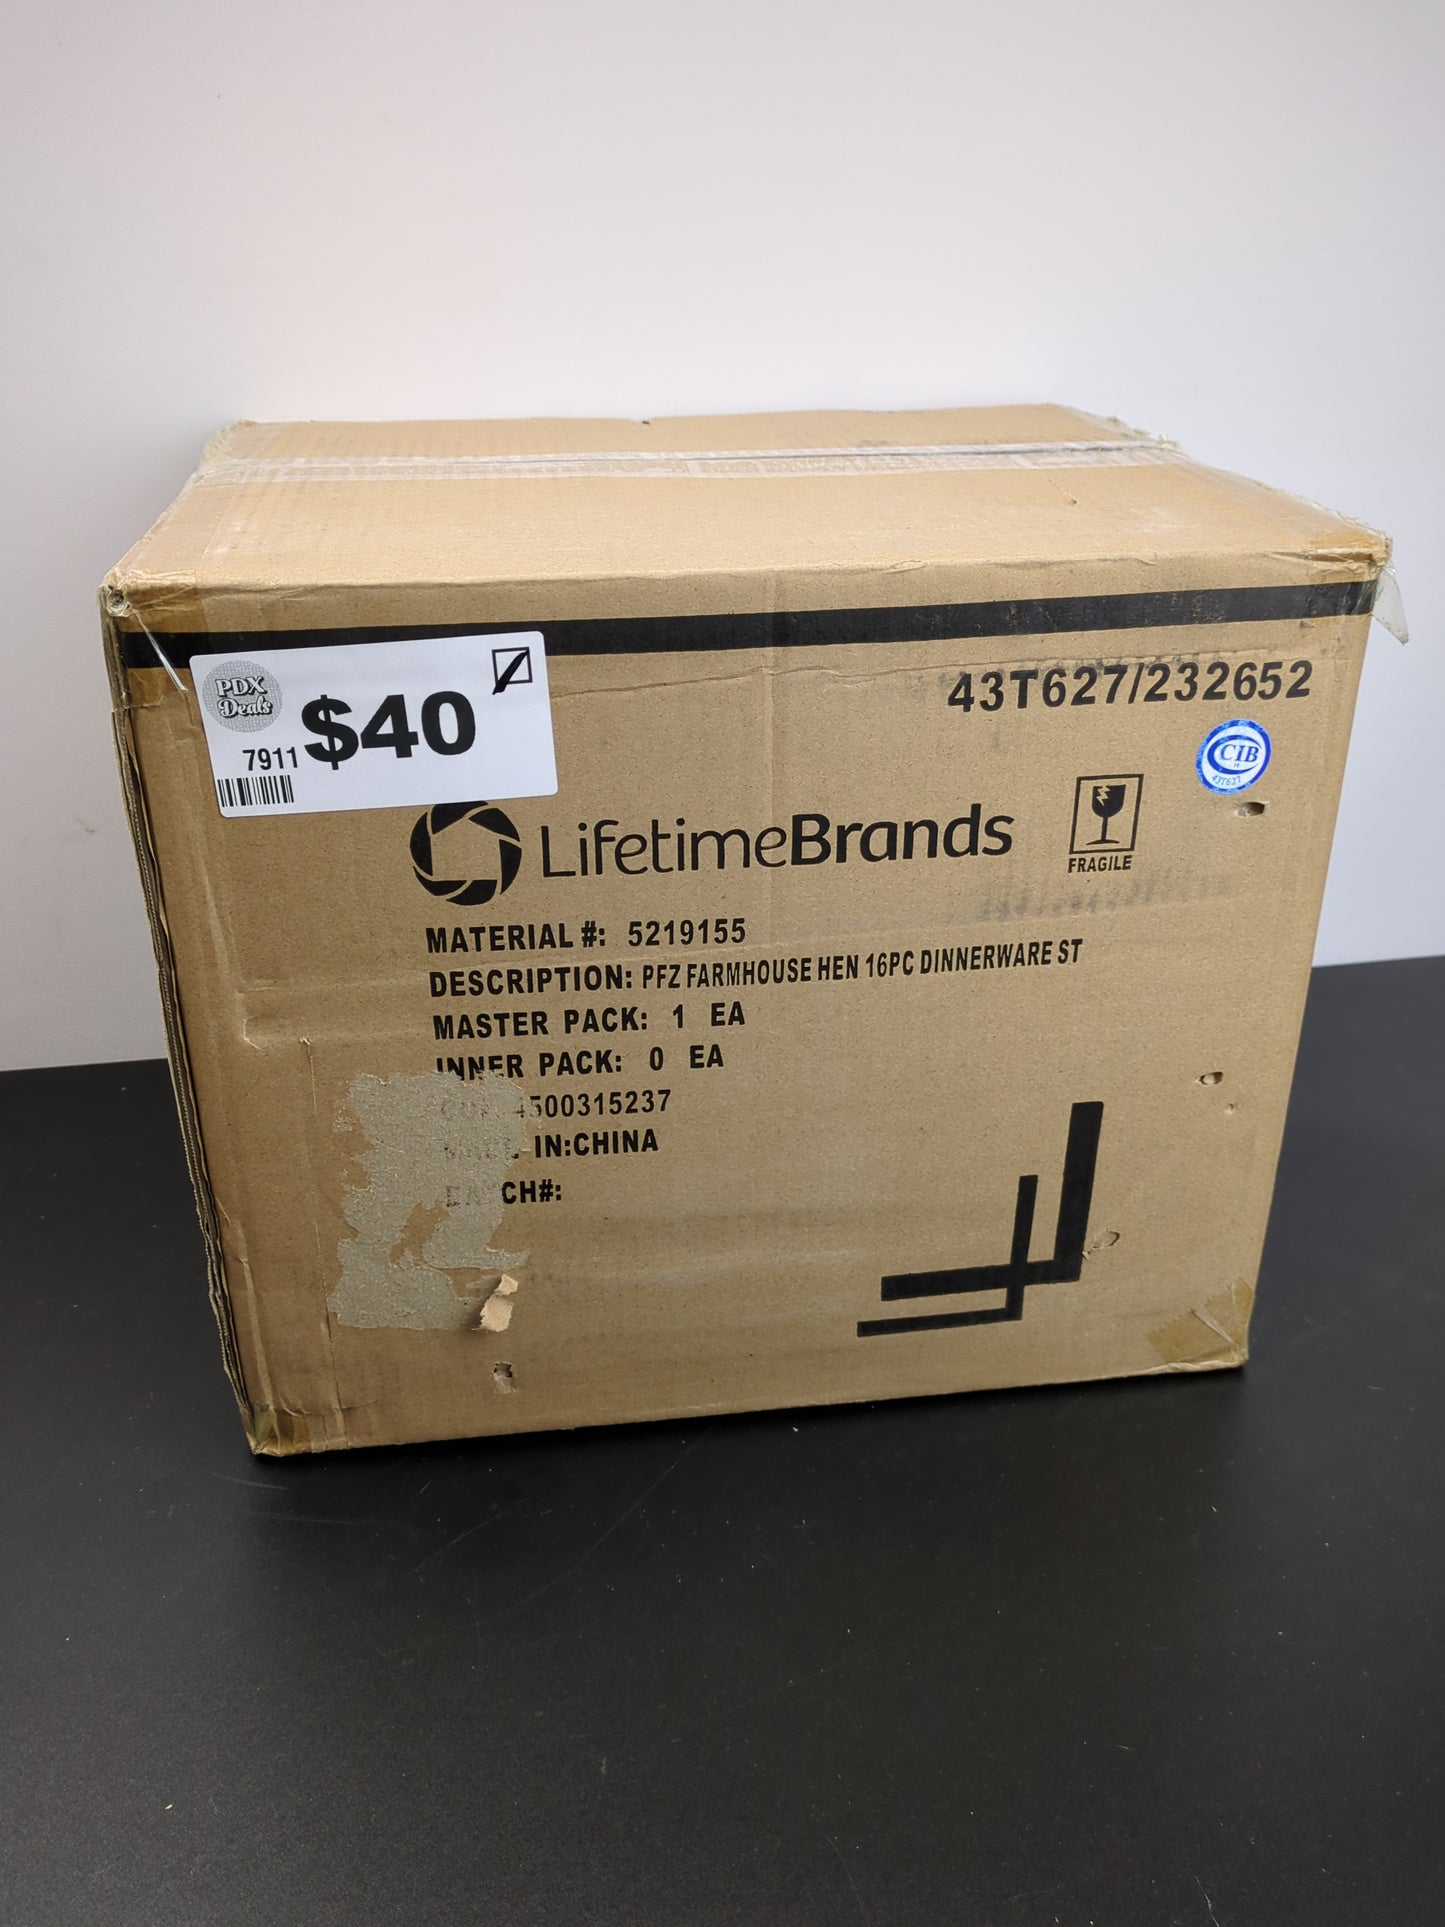 PDX
Deals
$40
7911
43T627/232652
CIB
H
43T627
LifetimeBrands
FRAGILE
MATERIAL #: 5219155
DESCRIPTION: PFZ FARMHOUSE HEN 16PC DINNERWARE ST
MASTER PACK: 1 EA
INNER PACK: 0 EA
4500315237
IN:CHINA